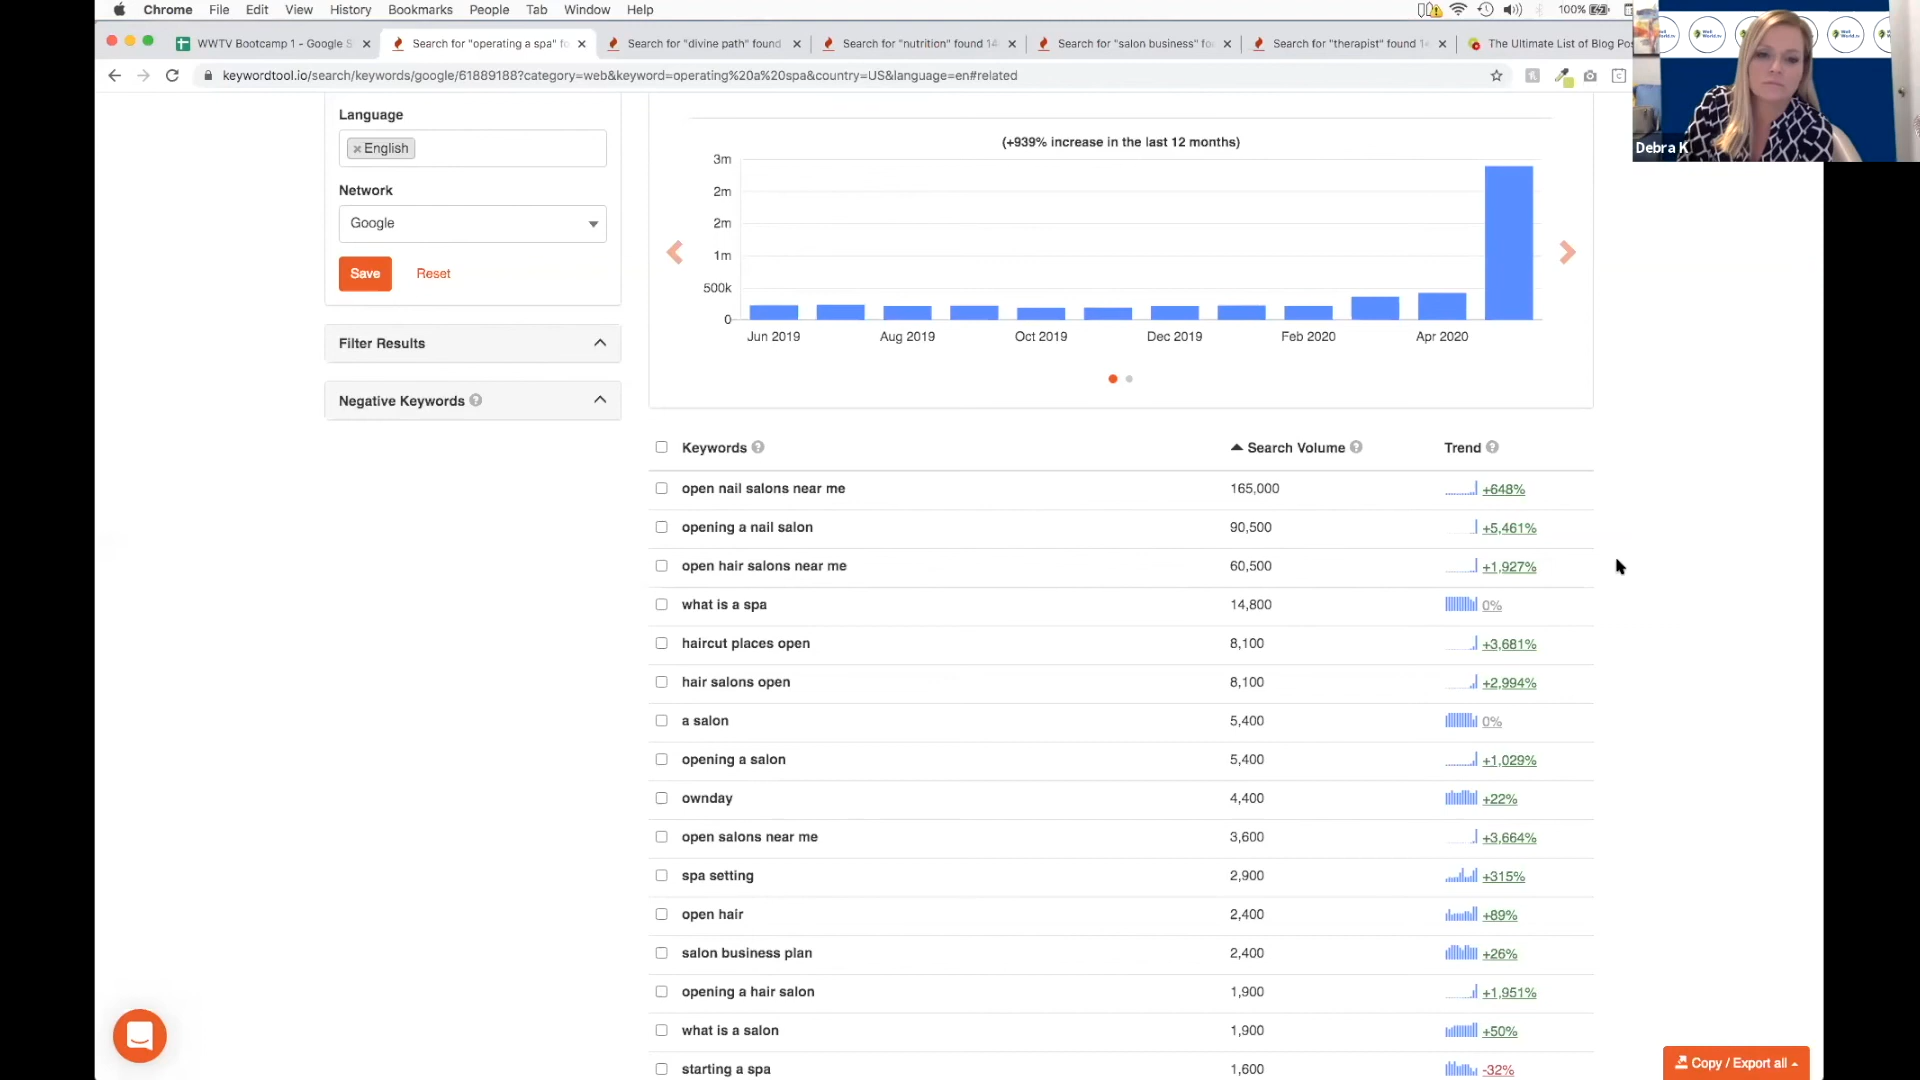 Chrome File Edit View History Bookmarks People Tab Window Help
100%
WWTV Bootcamp 1 - Google S
Search for "operating a spa" fo
Search for "divine path" found
Search for "nutrition" found 14
Search for "salon business" fo
Search for "therapist" found 1
The Ultimate List of Blog Pos
keywordtool.io/search/keywords/google/61889188?category=web&keyword=operating%20a%20spa&country=US&language=en#related
Debra K
Language
English
Network
Google
Save Reset
Filter Results
Negative Keywords
(+939% increase in the last 12 months)
3m
2m
2m
1m
500k
0
Jun 2019 Aug 2019 Oct 2019 Dec 2019 Feb 2020 Apr 2020
Keywords Search Volume Trend
open nail salons near me 165,000 +648%
opening a nail salon 90,500 +5,461%
open hair salons near me 60,500 +1,927%
what is a spa 14,800 0%
haircut places open 8,100 +3,681%
hair salons open 8,100 +2,994%
a salon 5,400 0%
opening a salon 5,400 +1,029%
ownday 4,400 +22%
open salons near me 3,600 +3,664%
spa setting 2,900 +315%
open hair 2,400 +89%
salon business plan 2,400 +26%
opening a hair salon 1,900 +1,951%
what is a salon 1,900 +50%
starting a spa 1,600 -32%
Copy / Export all